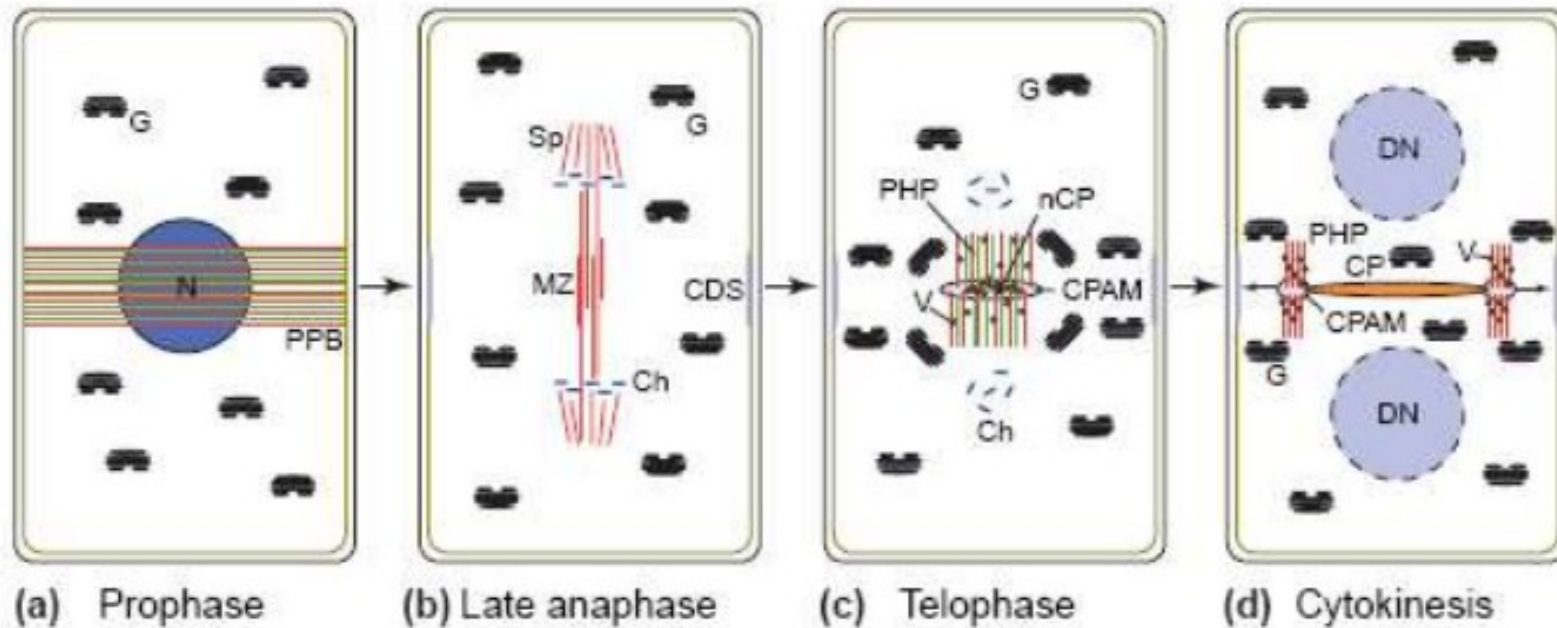 G
N
PPB
Sp
G
MZ
CDS
Ch
G
PHP
nCP
V
CPAM
Ch
DN
PHP
V
CP
CPAM
G
DN
(a) Prophase
(b) Late anaphase
(c) Telophase
(d) Cytokinesis